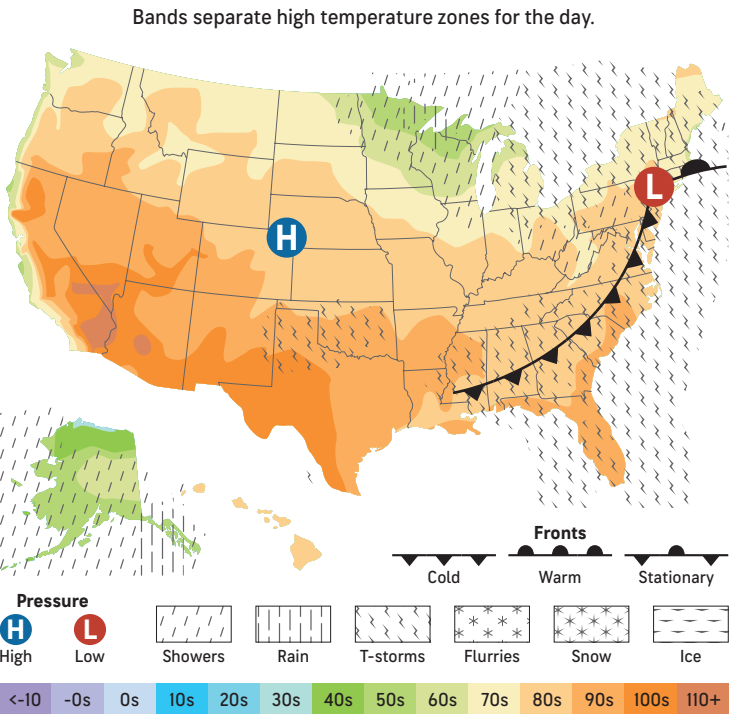 Bands separate high temperature zones for the day.
H
L
Fronts
Cold Warm Stationary
Pressure
H L
High Low Showers Rain T-storms Flurries Snow Ice
<-10 -0s 0s 10s 20s 30s 40s 50s 60s 70s 80s 90s 100s 110+